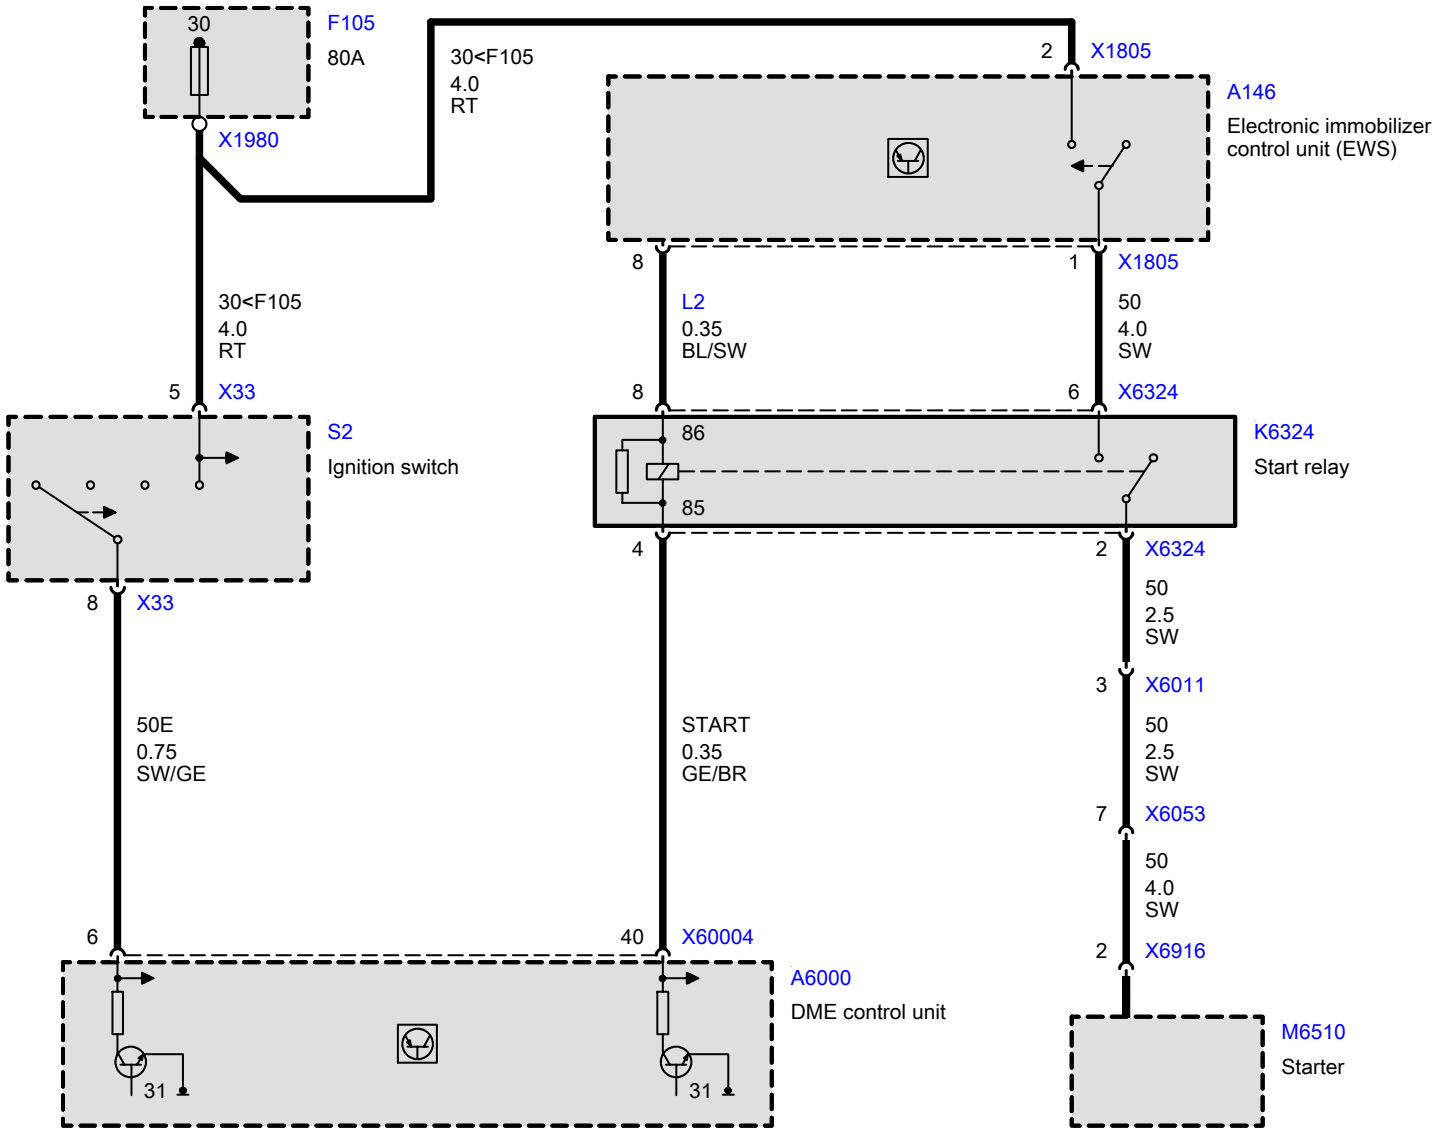 30
F105
80A
X1980
30<F105
4.0
RT
2 X1805
A146
Electronic immobilizer
control unit (EWS)
30<F105
4.0
RT
8
1 X1805
L2
0.35
BL/SW
50
4.0
SW
5 X33
8
6 X6324
S2
Ignition switch
86
85
K6324
Start relay
8 X33
4
2 X6324
50
2.5
SW
3 X6011
50E
0.75
SW/GE
START
0.35
GE/BR
50
2.5
SW
7 X6053
50
4.0
SW
6
40 X60004
2 X6916
A6000
DME control unit
31
31
M6510
Starter